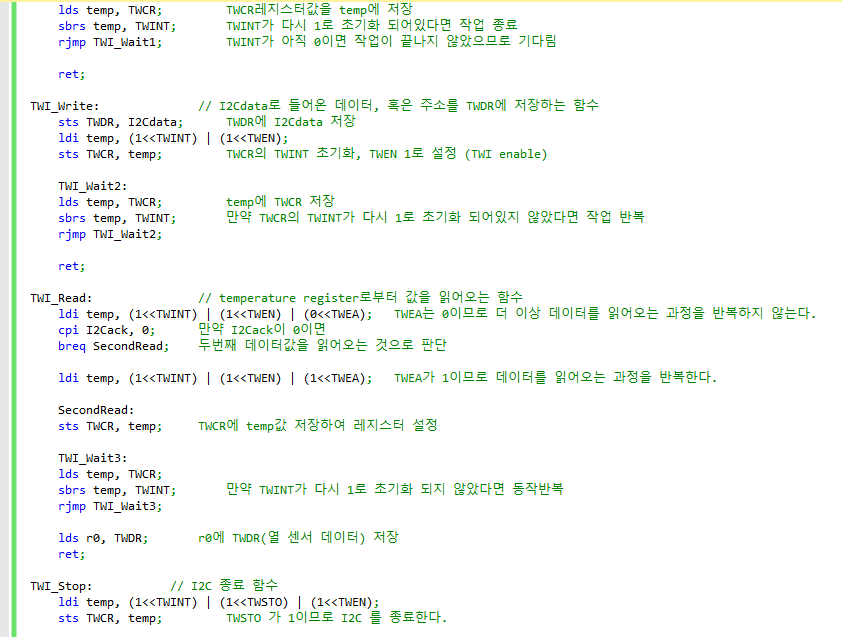 lds temp, TWCR; TWCR레지스터값을 temp에 저장
sbrs temp, TWINT; TWINT가 다시 1로 초기화 되어있다면 작업 종료
rjmp TWI_Wait1; TWINT가 아직 0이면 작업이 끝나지 않았으므로 기다림
ret;
TWI_Write: // I2Cdata로 들어온 데이터, 혹은 주소를 TWDR에 저장하는 함수
sts TWDR, I2Cdata; TWDR에 I2Cdata 저장
ldi temp, (1<<TWINT) | (1<<TWEN);
sts TWCR, temp; TWCR의 TWINT 초기화, TWEN 1로 설정 (TWI enable)
TWI_Wait2:
lds temp, TWCR; temp에 TWCR 저장
sbrs temp, TWINT; 만약 TWCR의 TWINT가 다시 1로 초기화 되어있지 않았다면 작업 반복
rjmp TWI_Wait2;
ret;
TWI_Read: // temperature register로부터 값을 읽어오는 함수
ldi temp, (1<<TWINT) | (1<<TWEN) | (0<<TWEA); TWEA는 0이므로 더 이상 데이터를 읽어오는 과정을 반복하지 않는다.
cpi I2Cack, 0; 만약 I2Cack이 0이면
breq SecondRead; 두번째 데이터값을 읽어오는 것으로 판단
ldi temp, (1<<TWINT) | (1<<TWEN) | (1<<TWEA); TWEA가 1이므로 데이터를 읽어오는 과정을 반복한다.
SecondRead:
sts TWCR, temp; TWCR에 temp값 저장하여 레지스터 설정
TWI_Wait3:
lds temp, TWCR;
sbrs temp, TWINT; 만약 TWINT가 다시 1로 초기화 되지 않았다면 동작반복
rjmp TWI_Wait3;
lds r0, TWDR; r0에 TWDR(열 센서 데이터) 저장
ret;
TWI_Stop: // I2C 종료 함수
ldi temp, (1<<TWINT) | (1<<TWSTO) | (1<<TWEN);
sts TWCR, temp; TWSTO 가 1이므로 I2C 를 종료한다.